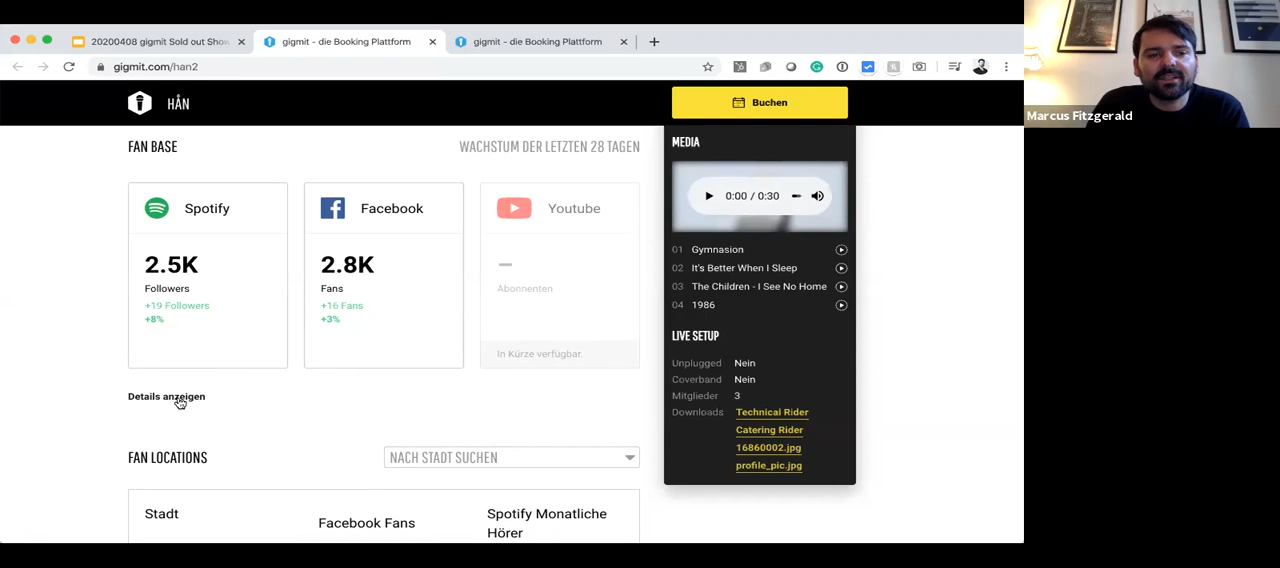 20200408 gigmit Sold out Show
gigmit - die Booking Plattform
gigmit - die Booking Plattform
gigmit.com/han2
HÅN
Buchen
FAN BASE
WACHSTUM DER LETZTEN 28 TAGEN
Spotify
2.5K
Followers
+19 Followers
+8%
Facebook
2.8K
Fans
+16 Fans
+3%
Youtube
–
Abonnenten
In Kürze verfügbar.
Details anzeigen
FAN LOCATIONS
NACH STADT SUCHEN
Stadt
Facebook Fans
Spotify Monatliche
Hörer
MEDIA
0:00 / 0:30
01 Gymnasion
02 It's Better When I Sleep
03 The Children - I See No Home
04 1986
LIVE SETUP
Unplugged Nein
Coverband Nein
Mitglieder 3
Downloads Technical Rider
Catering Rider
16860002.jpg
profile_pic.jpg
Marcus Fitzgerald